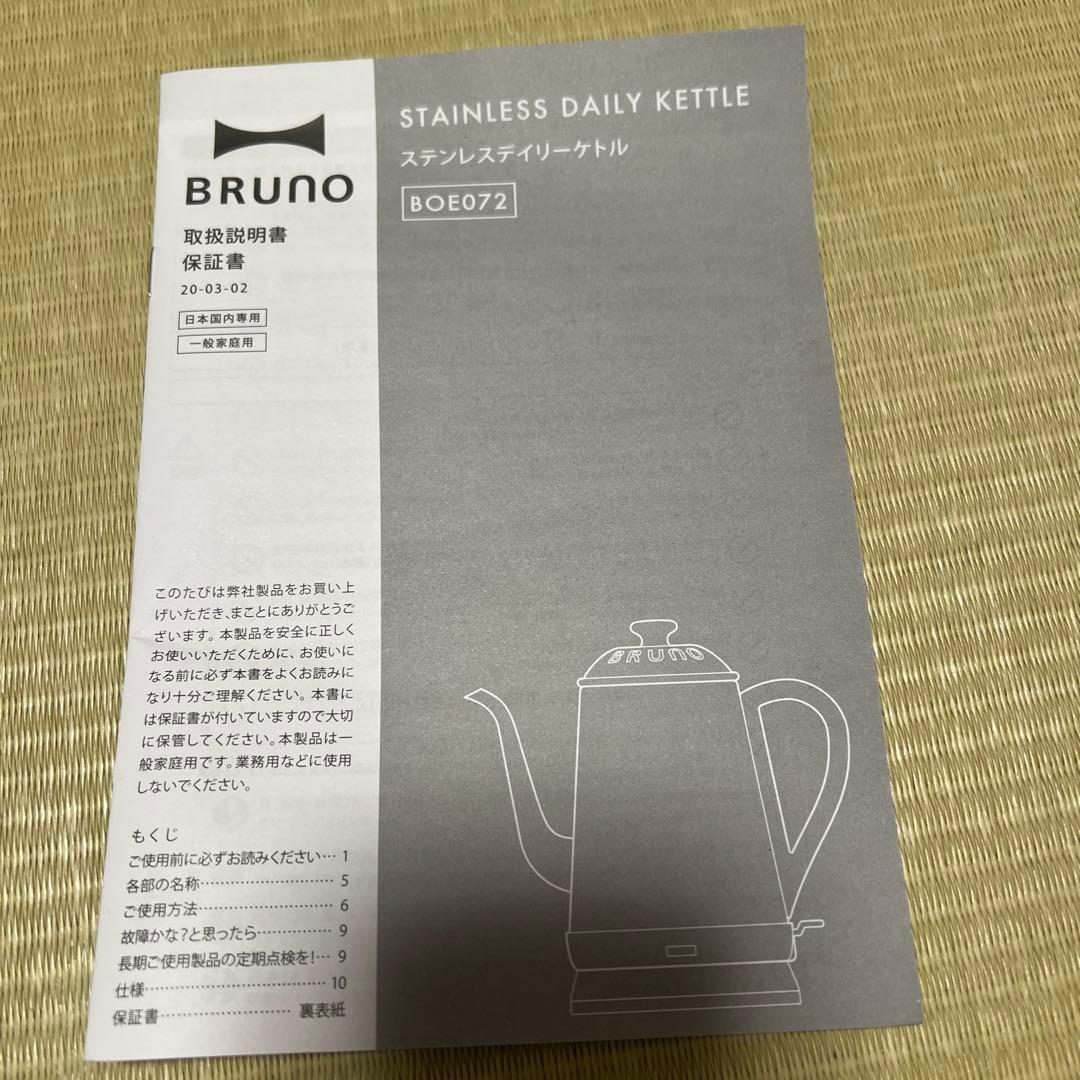 BRUNO
取扱説明書
保証書
20-03-02
日本国内専用
一般家庭用
STAINLESS DAILY KETTLE
ステンレスデイリーケトル
BOE072
このたびは弊社製品をお買い上
げいただき、まことにありがとうご
ざいます。本製品を安全に正しく
お使いいただくために、お使いに
なる前に必ず本書をよくお読みに
なり十分ご理解ください。本書に
は保証書が付いていますので大切
に保管してください。本製品は一
般家庭用です。業務用などに使用
しないでください。
もくじ
ご使用前に必ずお読みください… 1
各部の名称………………………… 5
ご使用方法………………………… 6
故障かな?と思ったら…………… 9
長期ご使用製品の定期点検を!… 9
仕様………………………………… 10
保証書……………………… 裏表紙
BRUNO